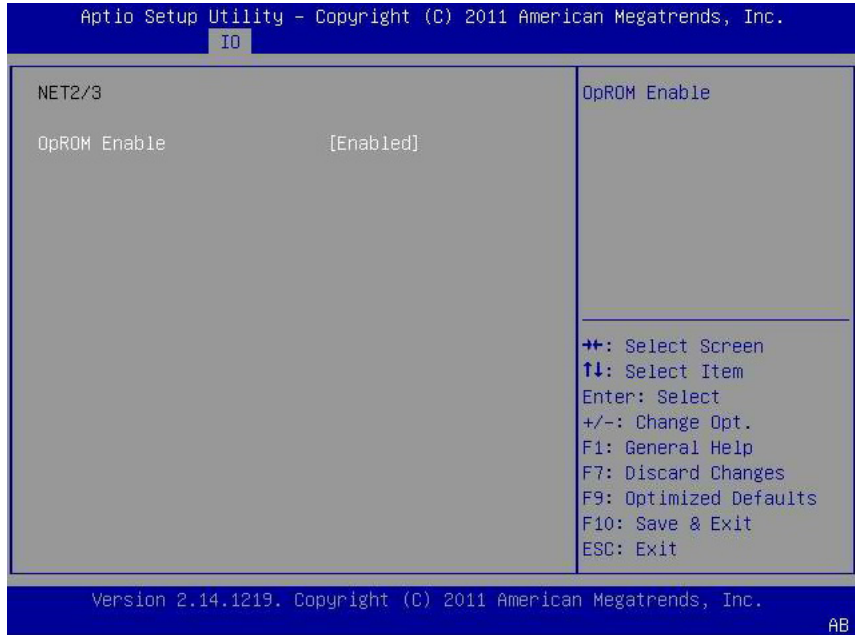 Aptio Setup Utility – Copyright (C) 2011 American Megatrends, Inc.
IO
NET2/3
OpROM Enable [Enabled]
OpROM Enable
→←: Select Screen
↑↓: Select Item
Enter: Select
+/-: Change Opt.
F1: General Help
F7: Discard Changes
F9: Optimized Defaults
F10: Save & Exit
ESC: Exit
Version 2.14.1219. Copyright (C) 2011 American Megatrends, Inc.
AB